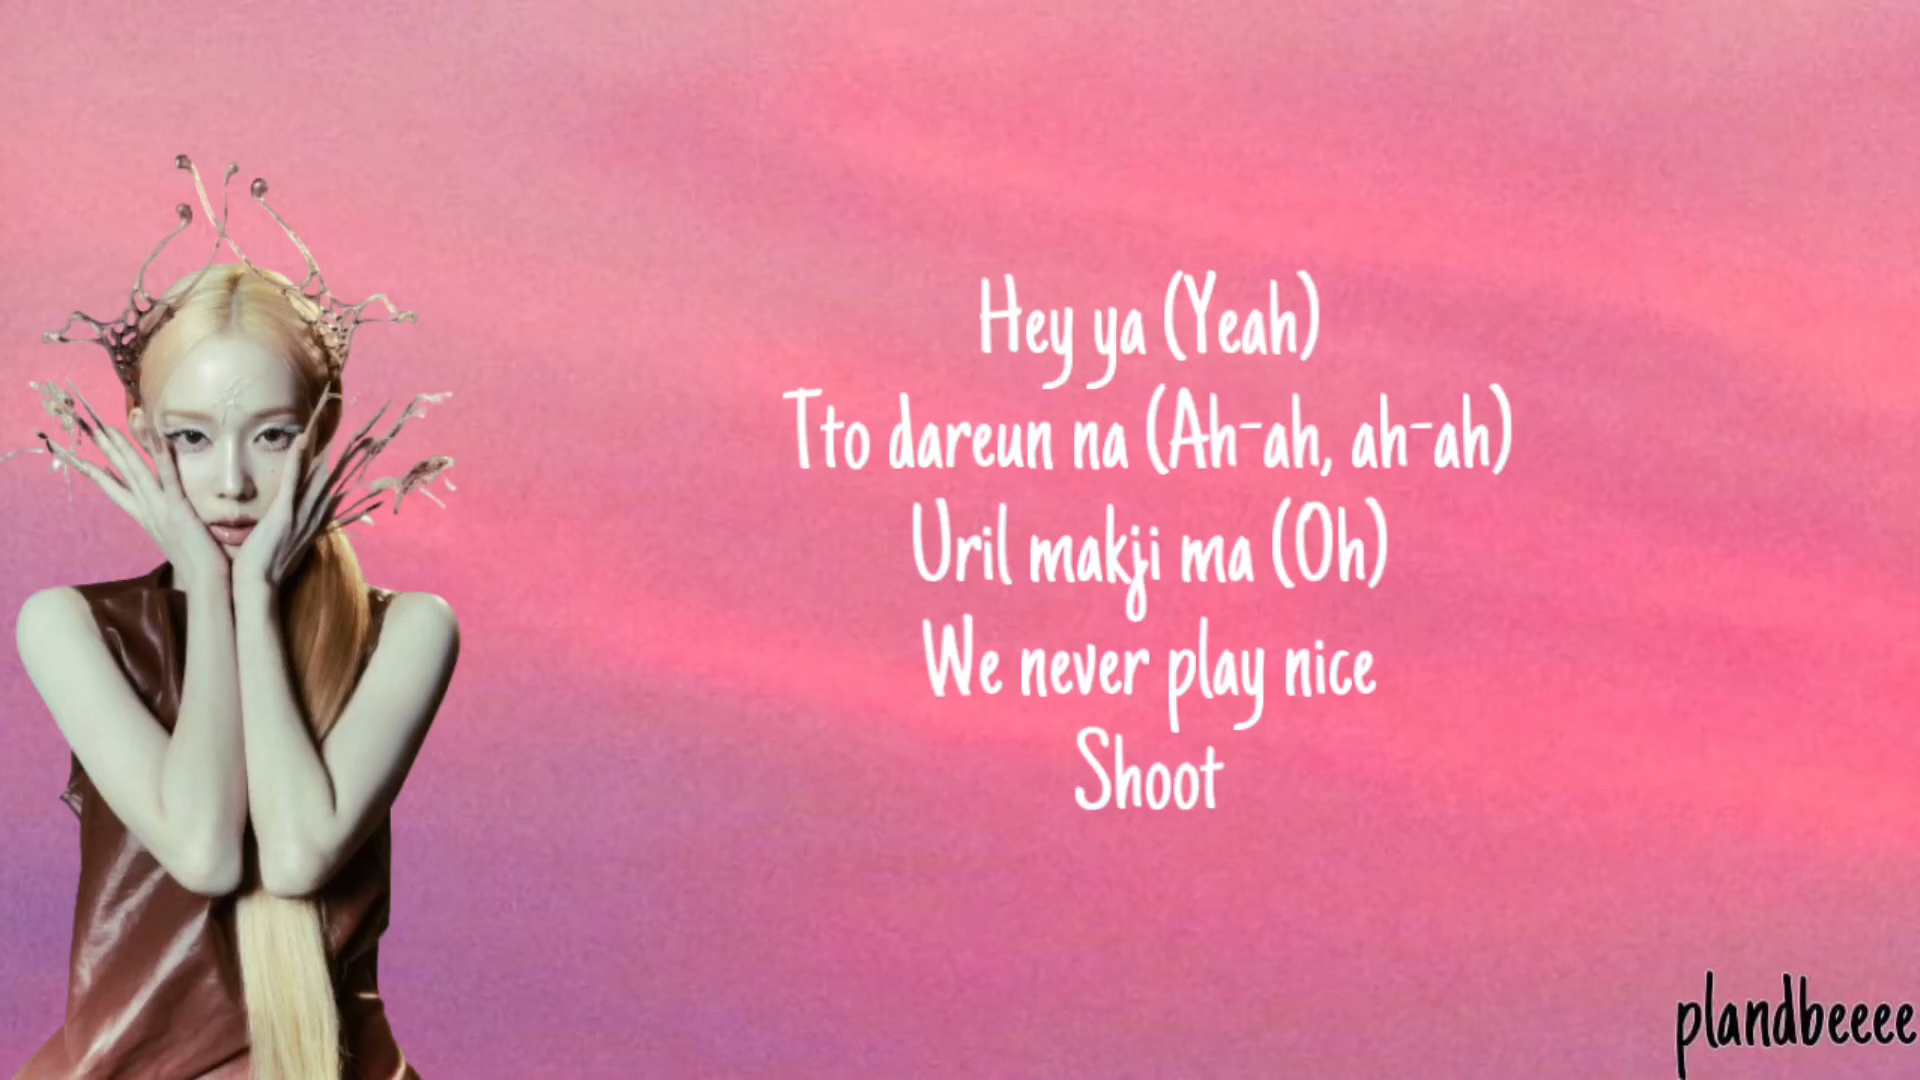 Hey ya (Yeah)
Tto dareun na (Ah-ah, ah-ah)
Uril makji ma (Oh)
We never play nice
Shoot
plandbeeee